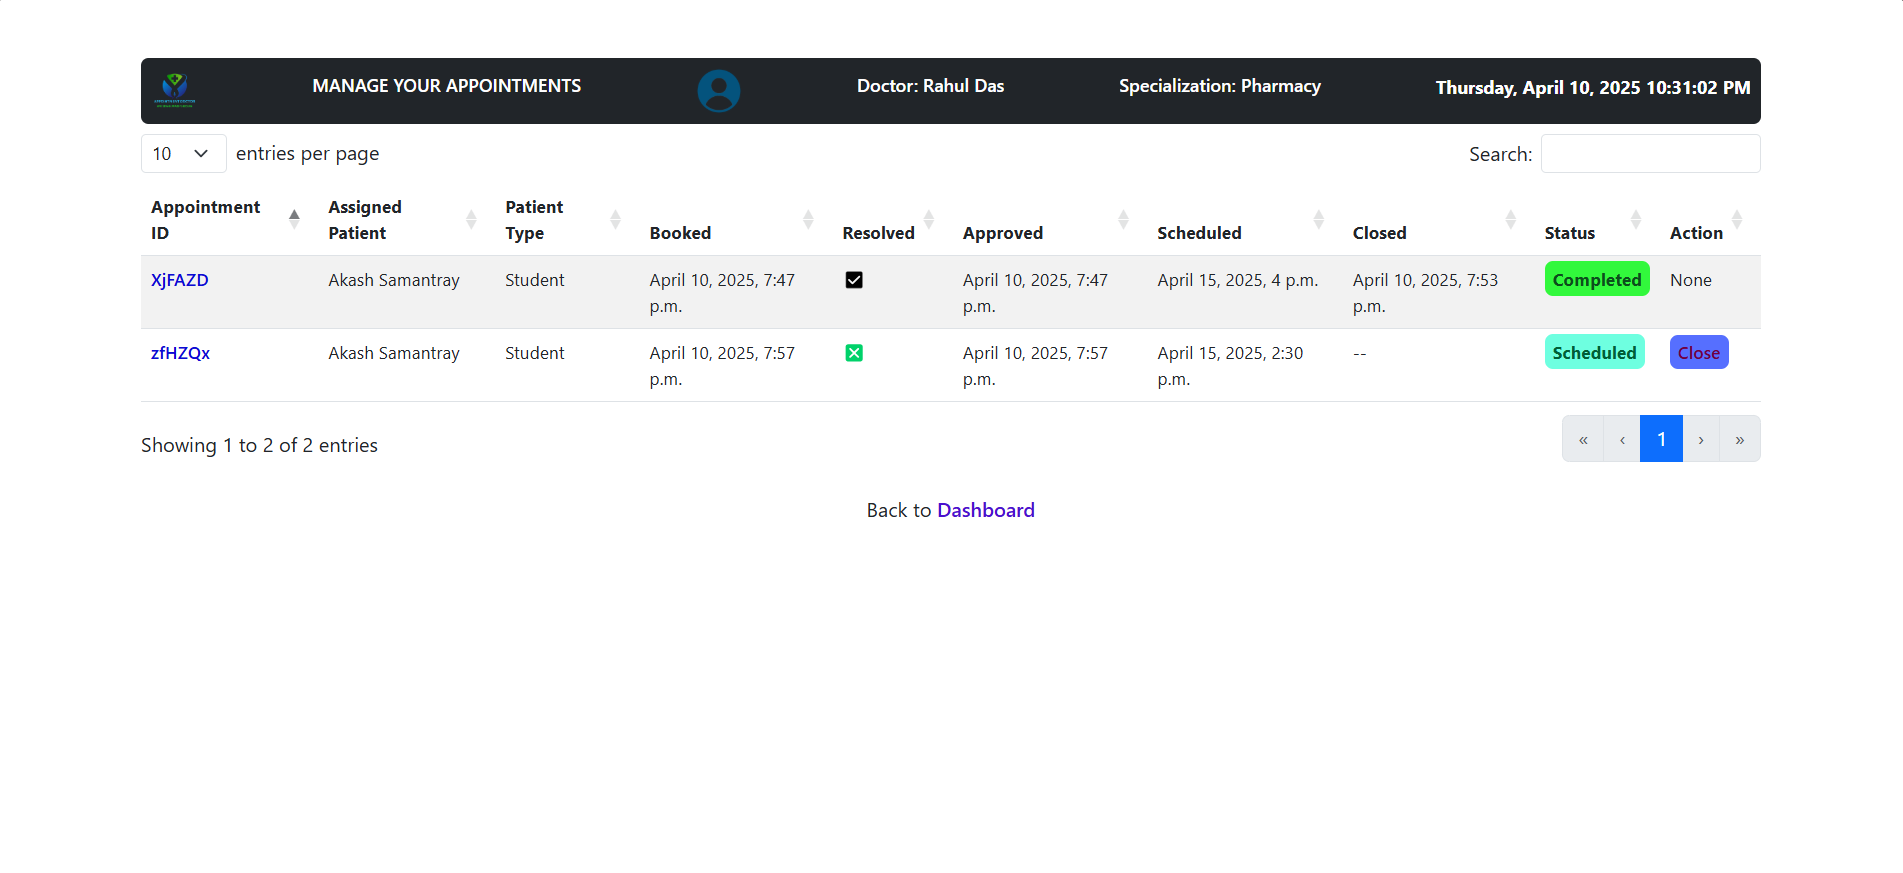 MANAGE YOUR APPOINTMENTS Doctor: Rahul Das Specialization: Pharmacy Thursday, April 10, 2025 10:31:02 PM
10 entries per page Search:
Appointment ID Assigned Patient Patient Type Booked Resolved Approved Scheduled Closed Status Action
XjFAZD Akash Samantray Student April 10, 2025, 7:47 p.m. April 10, 2025, 7:47 p.m. April 15, 2025, 4 p.m. April 10, 2025, 7:53 p.m. Completed None
zfHZQx Akash Samantray Student April 10, 2025, 7:57 p.m. April 10, 2025, 7:57 p.m. April 15, 2025, 2:30 p.m. -- Scheduled Close
Showing 1 to 2 of 2 entries « ‹ 1 › »
Back to Dashboard